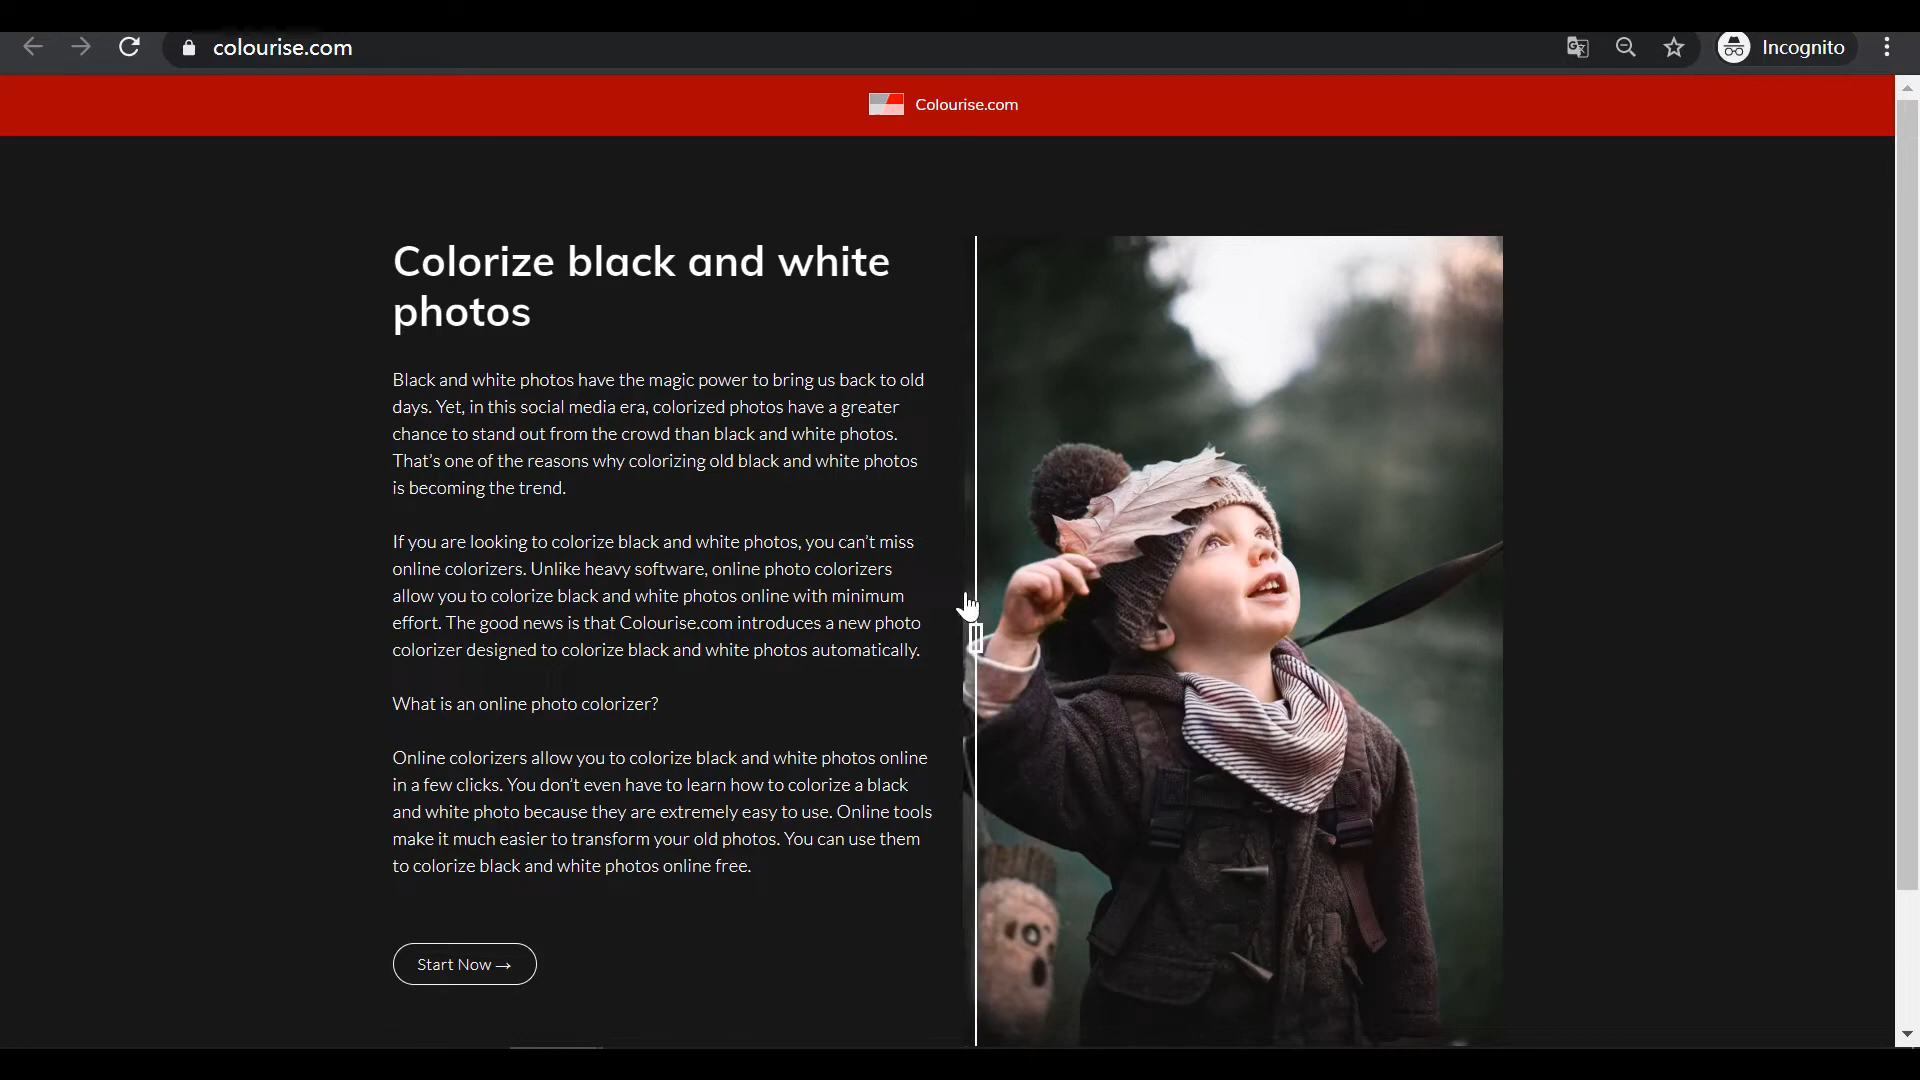 colourise.com
Incognito
Colourise.com
Colorize black and white
photos
Black and white photos have the magic power to bring us back to old
days. Yet, in this social media era, colorized photos have a greater
chance to stand out from the crowd than black and white photos.
That’s one of the reasons why colorizing old black and white photos
is becoming the trend.
If you are looking to colorize black and white photos, you can’t miss
online colorizers. Unlike heavy software, online photo colorizers
allow you to colorize black and white photos online with minimum
effort. The good news is that Colourise.com introduces a new photo
colorizer designed to colorize black and white photos automatically.
What is an online photo colorizer?
Online colorizers allow you to colorize black and white photos online
in a few clicks. You don’t even have to learn how to colorize a black
and white photo because they are extremely easy to use. Online tools
make it much easier to transform your old photos. You can use them
to colorize black and white photos online free.
Start Now →